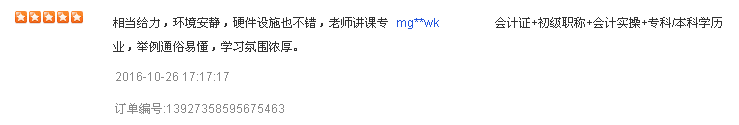 相当给力，环境安静，硬件设施也不错，老师讲课专 mg**wk 会计证+初级职称+会计实操+专科/本科学历
业，举例通俗易懂，学习氛围浓厚。
2016-10-26 17:17:17
订单编号:13927358595675463